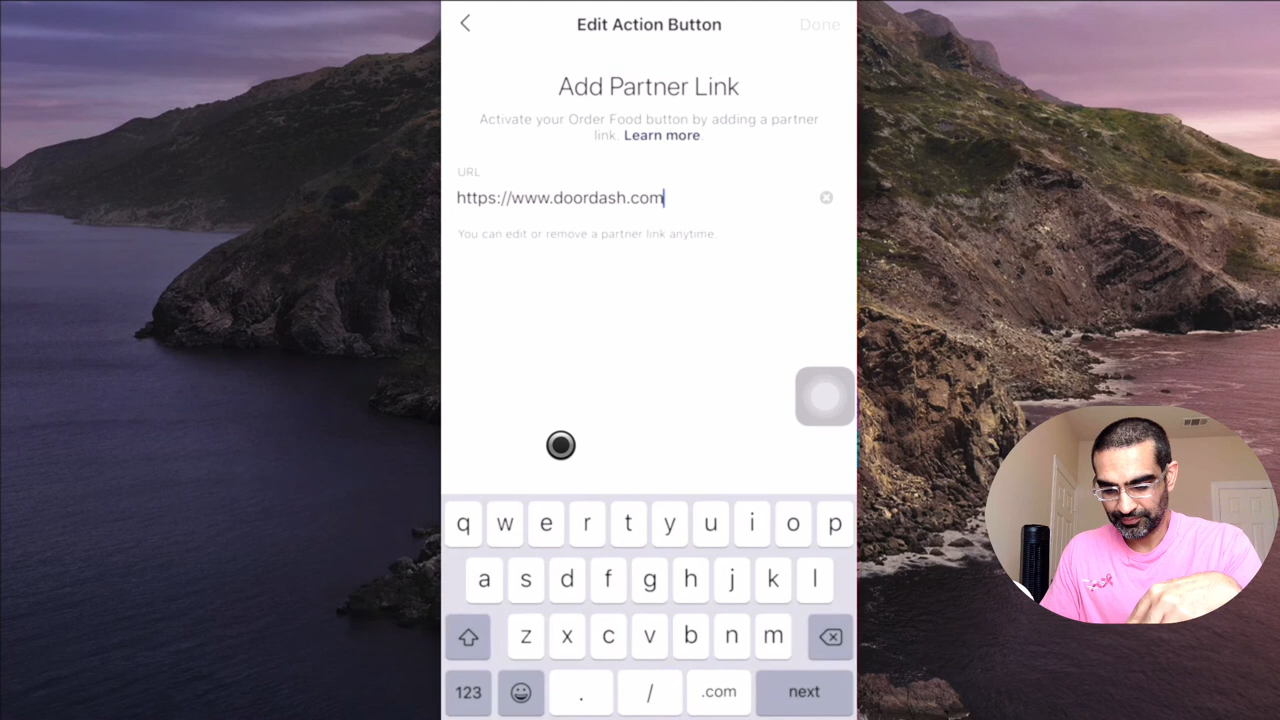 Edit Action Button
Done
Add Partner Link
Activate your Order Food button by adding a partner
link. Learn more.
URL
https://www.doordash.com
You can edit or remove a partner link anytime.
q w e r t y u i o p
a s d f g h j k l
z x c v b n m
123 . / .com next